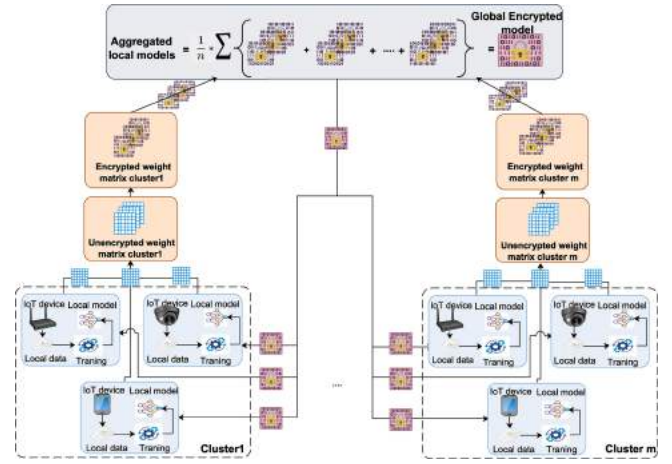 Global Encrypted
model
Aggregated
local models = 1/n * ∑ { + + .... + } =
Encrypted weight
matrix cluster1
Encrypted weight
matrix cluster m
Unencrypted weight
matrix cluster1
Unencrypted weight
matrix cluster m
IoT device Local model
Local data Traning
IoT device Local model
Local data Traning
IoT device Local model
Local data Traning
Cluster1
....
IoT device Local model
Local data Traning
IoT device Local model
Local data Traning
IoT device Local model
Local data Traning
Cluster m